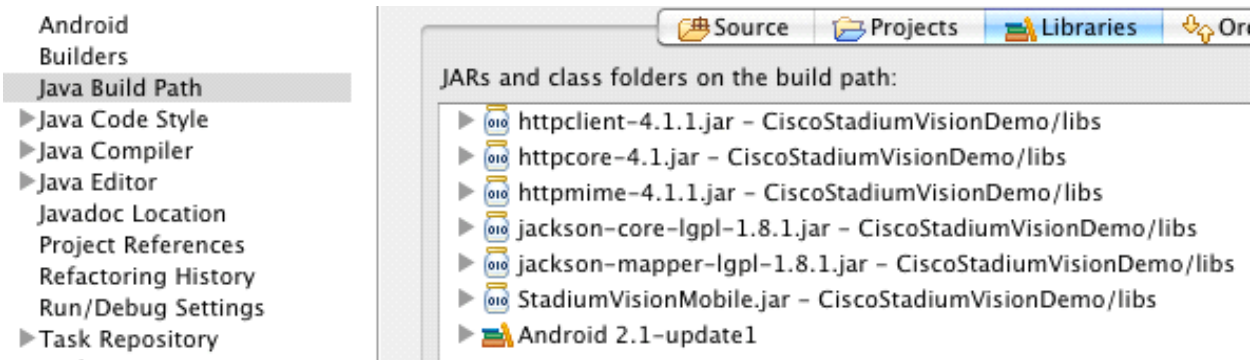 Android
Builders
Java Build Path
Java Code Style
Java Compiler
Java Editor
Javadoc Location
Project References
Refactoring History
Run/Debug Settings
Task Repository
Source Projects Libraries
JARs and class folders on the build path:
httpclient-4.1.1.jar – CiscoStadiumVisionDemo/libs
httpcore-4.1.jar – CiscoStadiumVisionDemo/libs
httpmime-4.1.1.jar – CiscoStadiumVisionDemo/libs
jackson-core-lgpl-1.8.1.jar – CiscoStadiumVisionDemo/libs
jackson-mapper-lgpl-1.8.1.jar – CiscoStadiumVisionDemo/libs
StadiumVisionMobile.jar – CiscoStadiumVisionDemo/libs
Android 2.1-update1